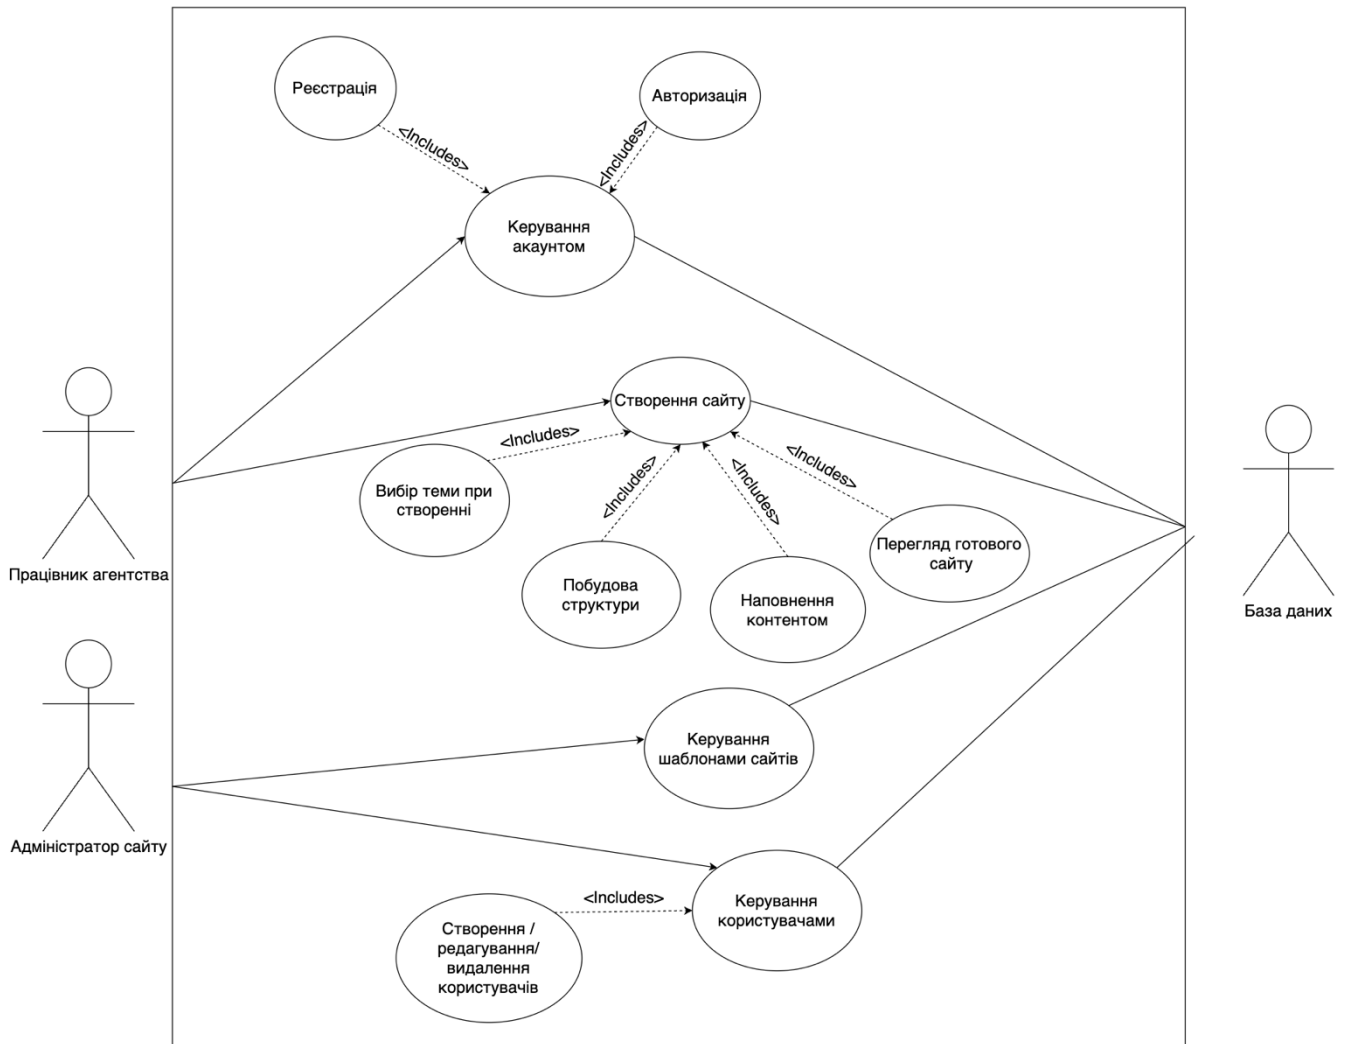 Реєстрація
Авторизація
<Includes>
<Includes>
Керування
акаунтом
Створення сайту
<Includes>
<Includes>
<Includes>
<Includes>
Вибір теми при
створенні
Перегляд готового
сайту
Працівник агентства
Побудова
структури
Наповнення
контентом
База даних
Керування
шаблонами сайтів
Адміністратор сайту
<Includes>
Керування
користувачами
Створення /
редагування/
видалення
користувачів